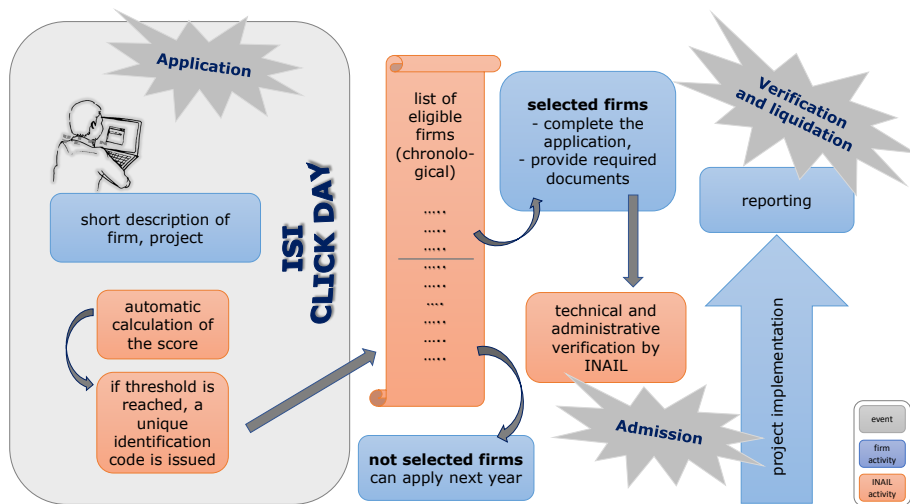 Application
short description of
firm, project
automatic
calculation of
the score
if threshold is
reached, a
unique
identification
code is issued
ISI
CLICK DAY
list of
eligible
firms
(chronolo-
gical)
.....
.....
.....
.....
.....
....
.....
.....
.....
selected firms
- complete the
application,
- provide required
documents
technical and
administrative
verification by
INAIL
not selected firms
can apply next year
Admission
Verification
and liquidation
reporting
project implementation
event
firm
activity
INAIL
activity